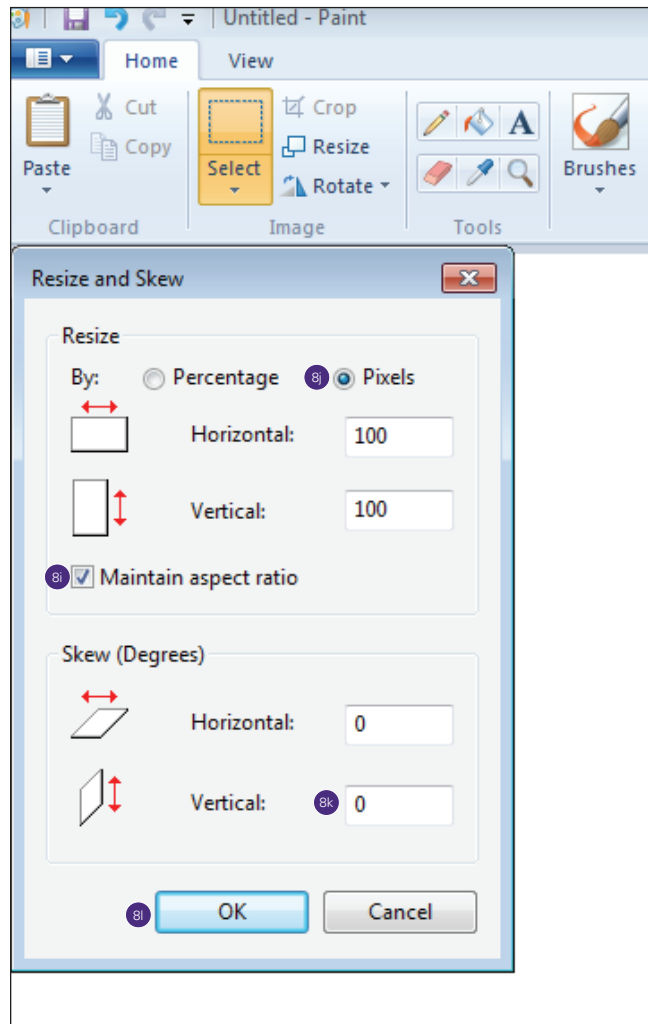 Untitled - Paint
Home View
Cut
Crop
Copy
Resize
Paste
Select
Rotate
Brushes
Clipboard Image Tools
Resize and Skew
Resize
By: Percentage 8j Pixels
Horizontal: 100
Vertical: 100
8i Maintain aspect ratio
Skew (Degrees)
Horizontal: 0
Vertical: 8k 0
8l OK Cancel